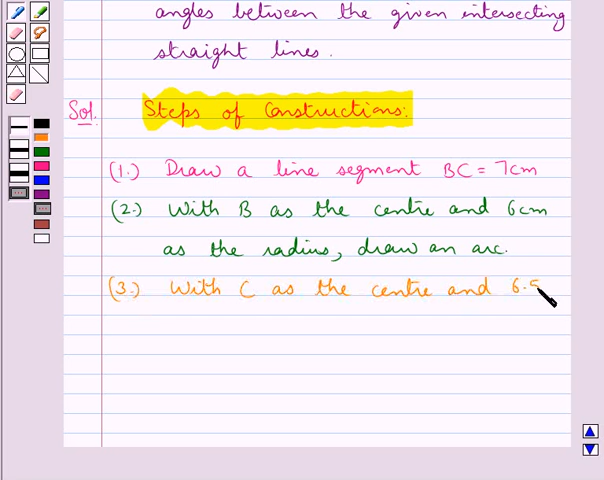 angles between the given intersecting
straight lines.
Sol. Steps of Constructions:
(1.) Draw a line segment BC = 7cm
(2.) With B as the centre and 6cm
as the radius, draw an arc.
(3.) With C as the centre and 6.5